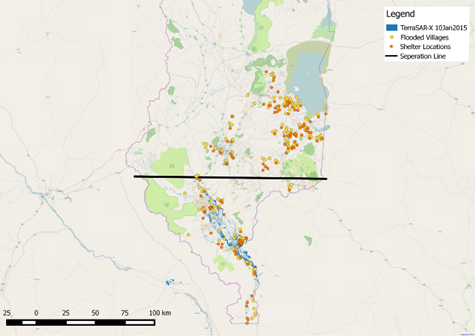 Legend
TerraSAR-X 10Jan2015
Flooded Villages
Shelter Locations
Seperation Line
25 0 25 50 75 100 km